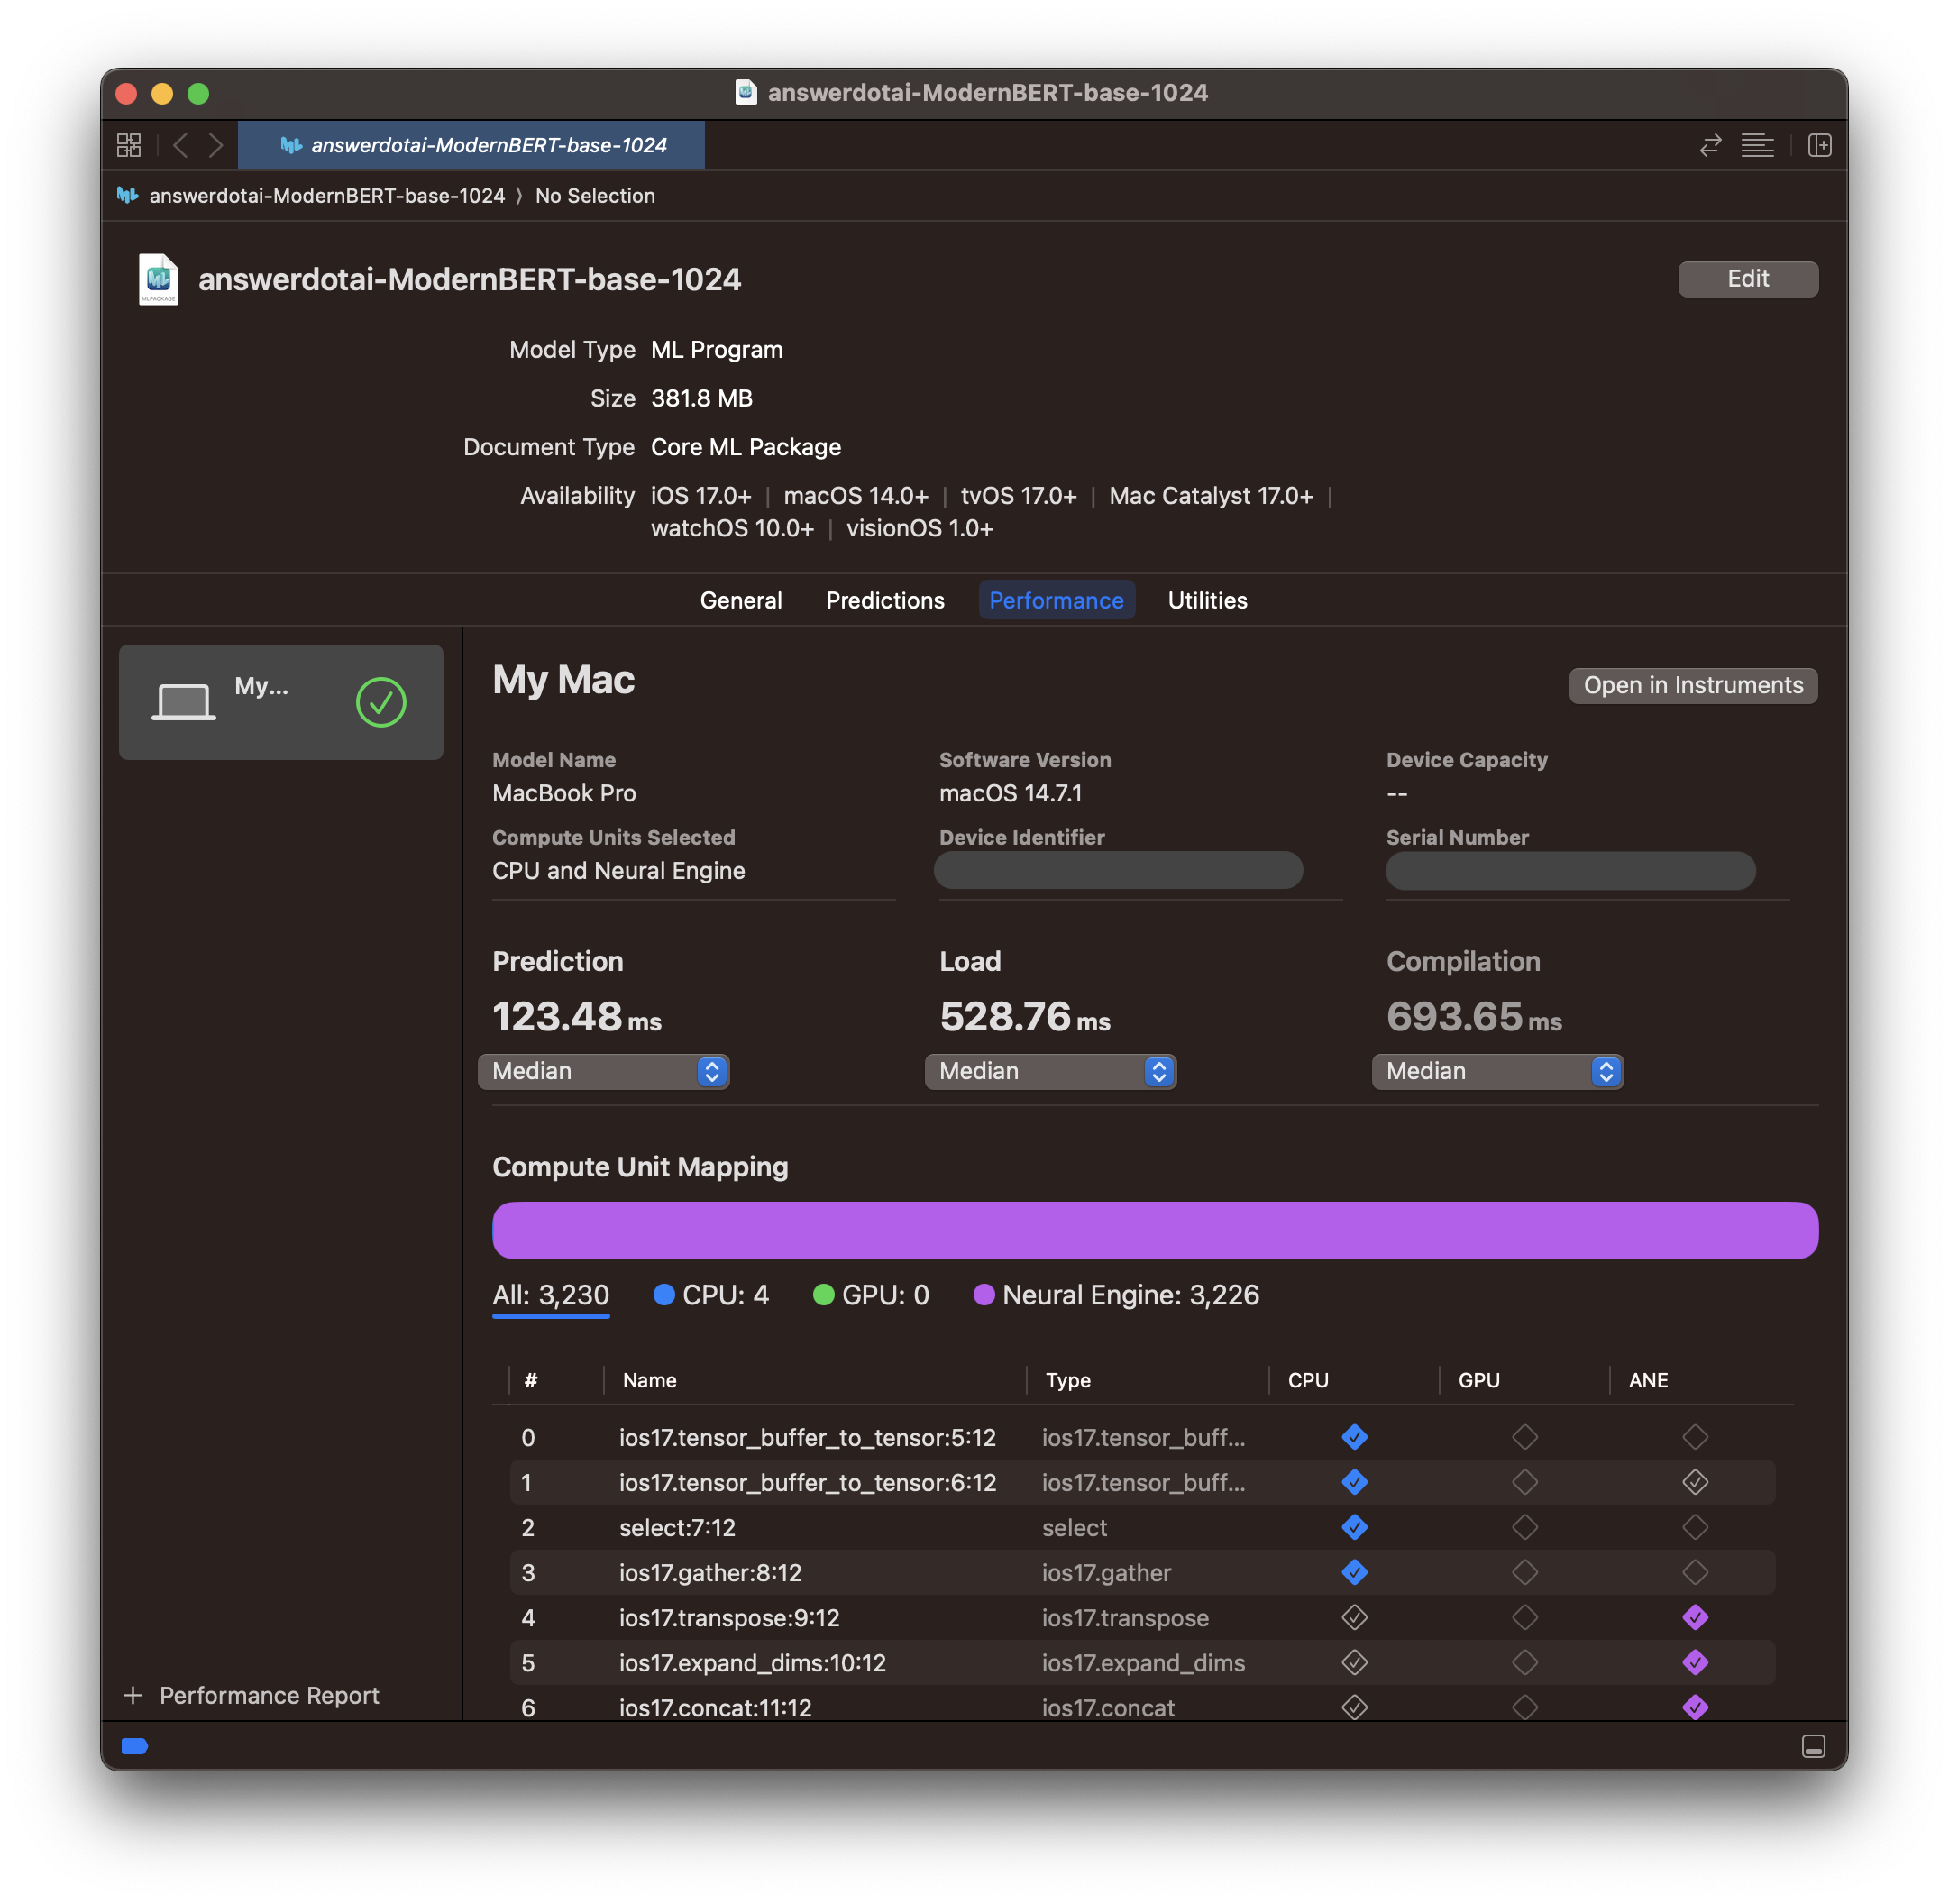 answerdotai-ModernBERT-base-1024
answerdotai-ModernBERT-base-1024
answerdotai-ModernBERT-base-1024 〉 No Selection
MLPACKAGE
answerdotai-ModernBERT-base-1024
Edit
Model Type ML Program
Size 381.8 MB
Document Type Core ML Package
Availability iOS 17.0+ | macOS 14.0+ | tvOS 17.0+ | Mac Catalyst 17.0+ |
watchOS 10.0+ | visionOS 1.0+
General Predictions Performance Utilities
My...
My Mac
Open in Instruments
Model Name Software Version Device Capacity
MacBook Pro macOS 14.7.1 --
Compute Units Selected Device Identifier Serial Number
CPU and Neural Engine
Prediction Load Compilation
123.48 ms 528.76 ms 693.65 ms
Median Median Median
Compute Unit Mapping
All: 3,230 CPU: 4 GPU: 0 Neural Engine: 3,226
# Name Type CPU GPU ANE
0 ios17.tensor_buffer_to_tensor:5:12 ios17.tensor_buff...
1 ios17.tensor_buffer_to_tensor:6:12 ios17.tensor_buff...
2 select:7:12 select
3 ios17.gather:8:12 ios17.gather
4 ios17.transpose:9:12 ios17.transpose
5 ios17.expand_dims:10:12 ios17.expand_dims
6 ios17.concat:11:12 ios17.concat
+ Performance Report